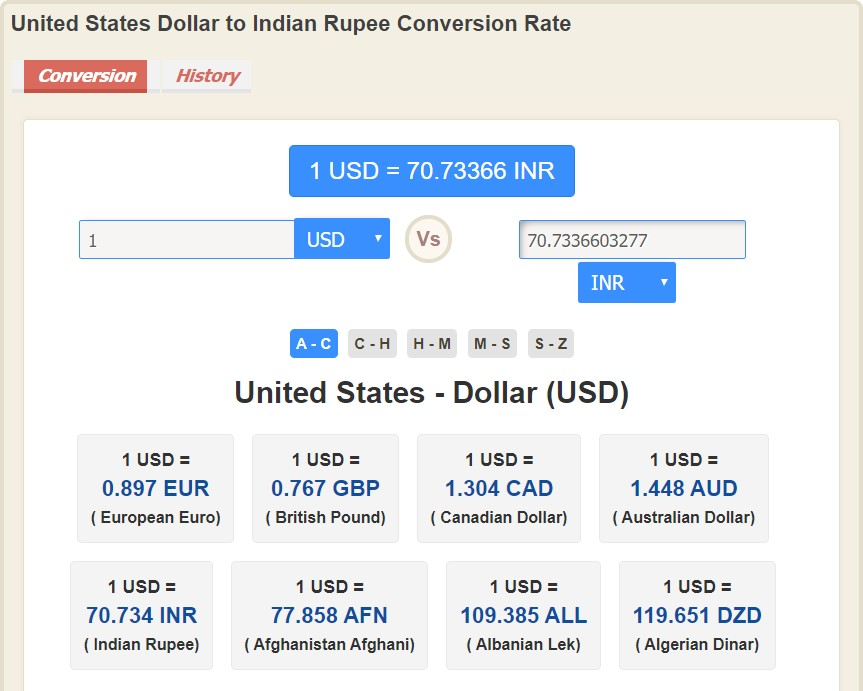 United States Dollar to Indian Rupee Conversion Rate
Conversion History
1 USD = 70.73366 INR
1 USD Vs 70.7336603277
INR
A - C C - H H - M M - S S - Z
United States - Dollar (USD)
1 USD = 1 USD = 1 USD = 1 USD =
0.897 EUR 0.767 GBP 1.304 CAD 1.448 AUD
( European Euro) ( British Pound) ( Canadian Dollar) ( Australian Dollar)
1 USD = 1 USD = 1 USD = 1 USD =
70.734 INR 77.858 AFN 109.385 ALL 119.651 DZD
( Indian Rupee) ( Afghanistan Afghani) ( Albanian Lek) ( Algerian Dinar)